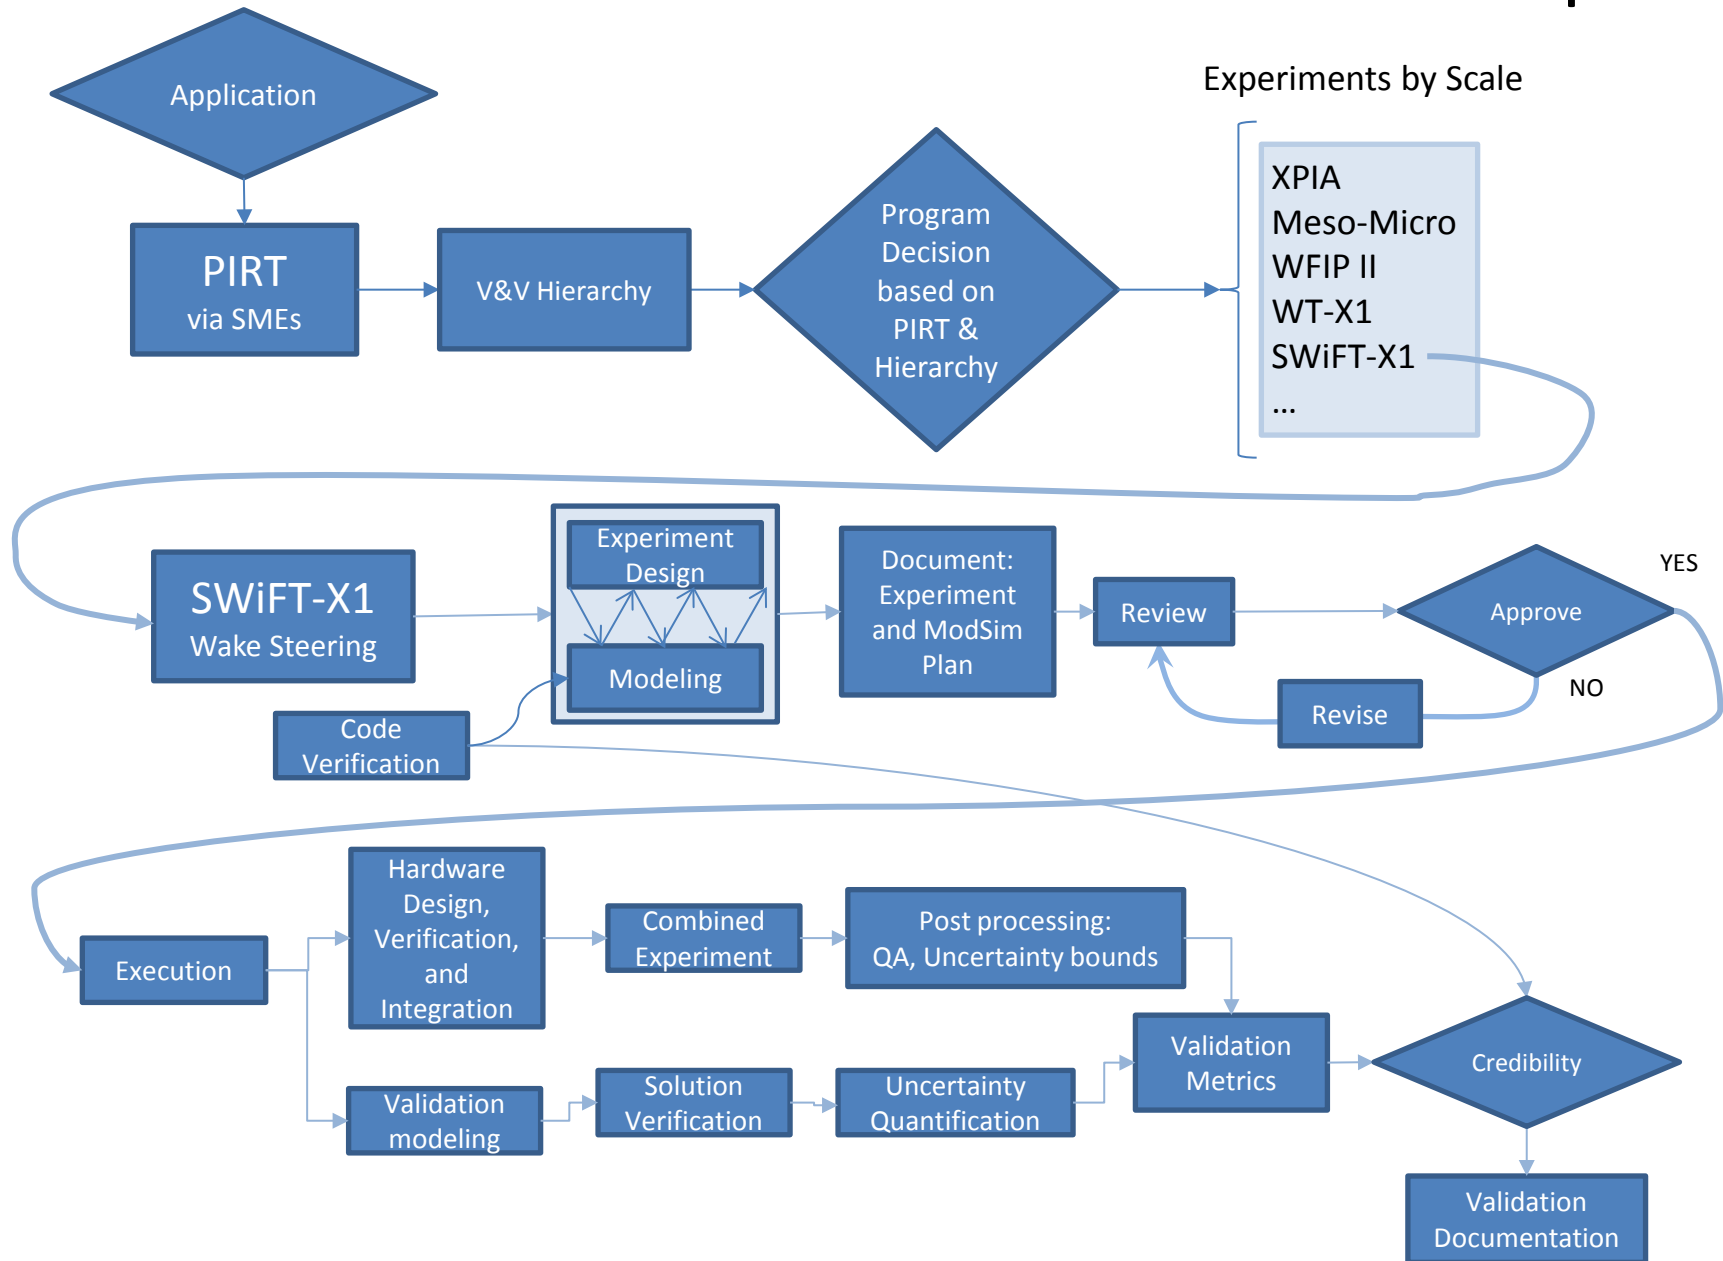 Application
Experiments by Scale
PIRT
via SMEs
V&V Hierarchy
Program
Decision
based on
PIRT &
Hierarchy
XPIA
Meso-Micro
WFIP II
WT-X1
SWiFT-X1
...
SWiFT-X1
Wake Steering
Experiment
Design
Modeling
Code
Verification
Document:
Experiment
and ModSim
Plan
Review
Approve
YES
NO
Revise
Execution
Hardware
Design,
Verification,
and
Integration
Combined
Experiment
Post processing:
QA, Uncertainty bounds
Validation
modeling
Solution
Verification
Uncertainty
Quantification
Validation
Metrics
Credibility
Validation
Documentation